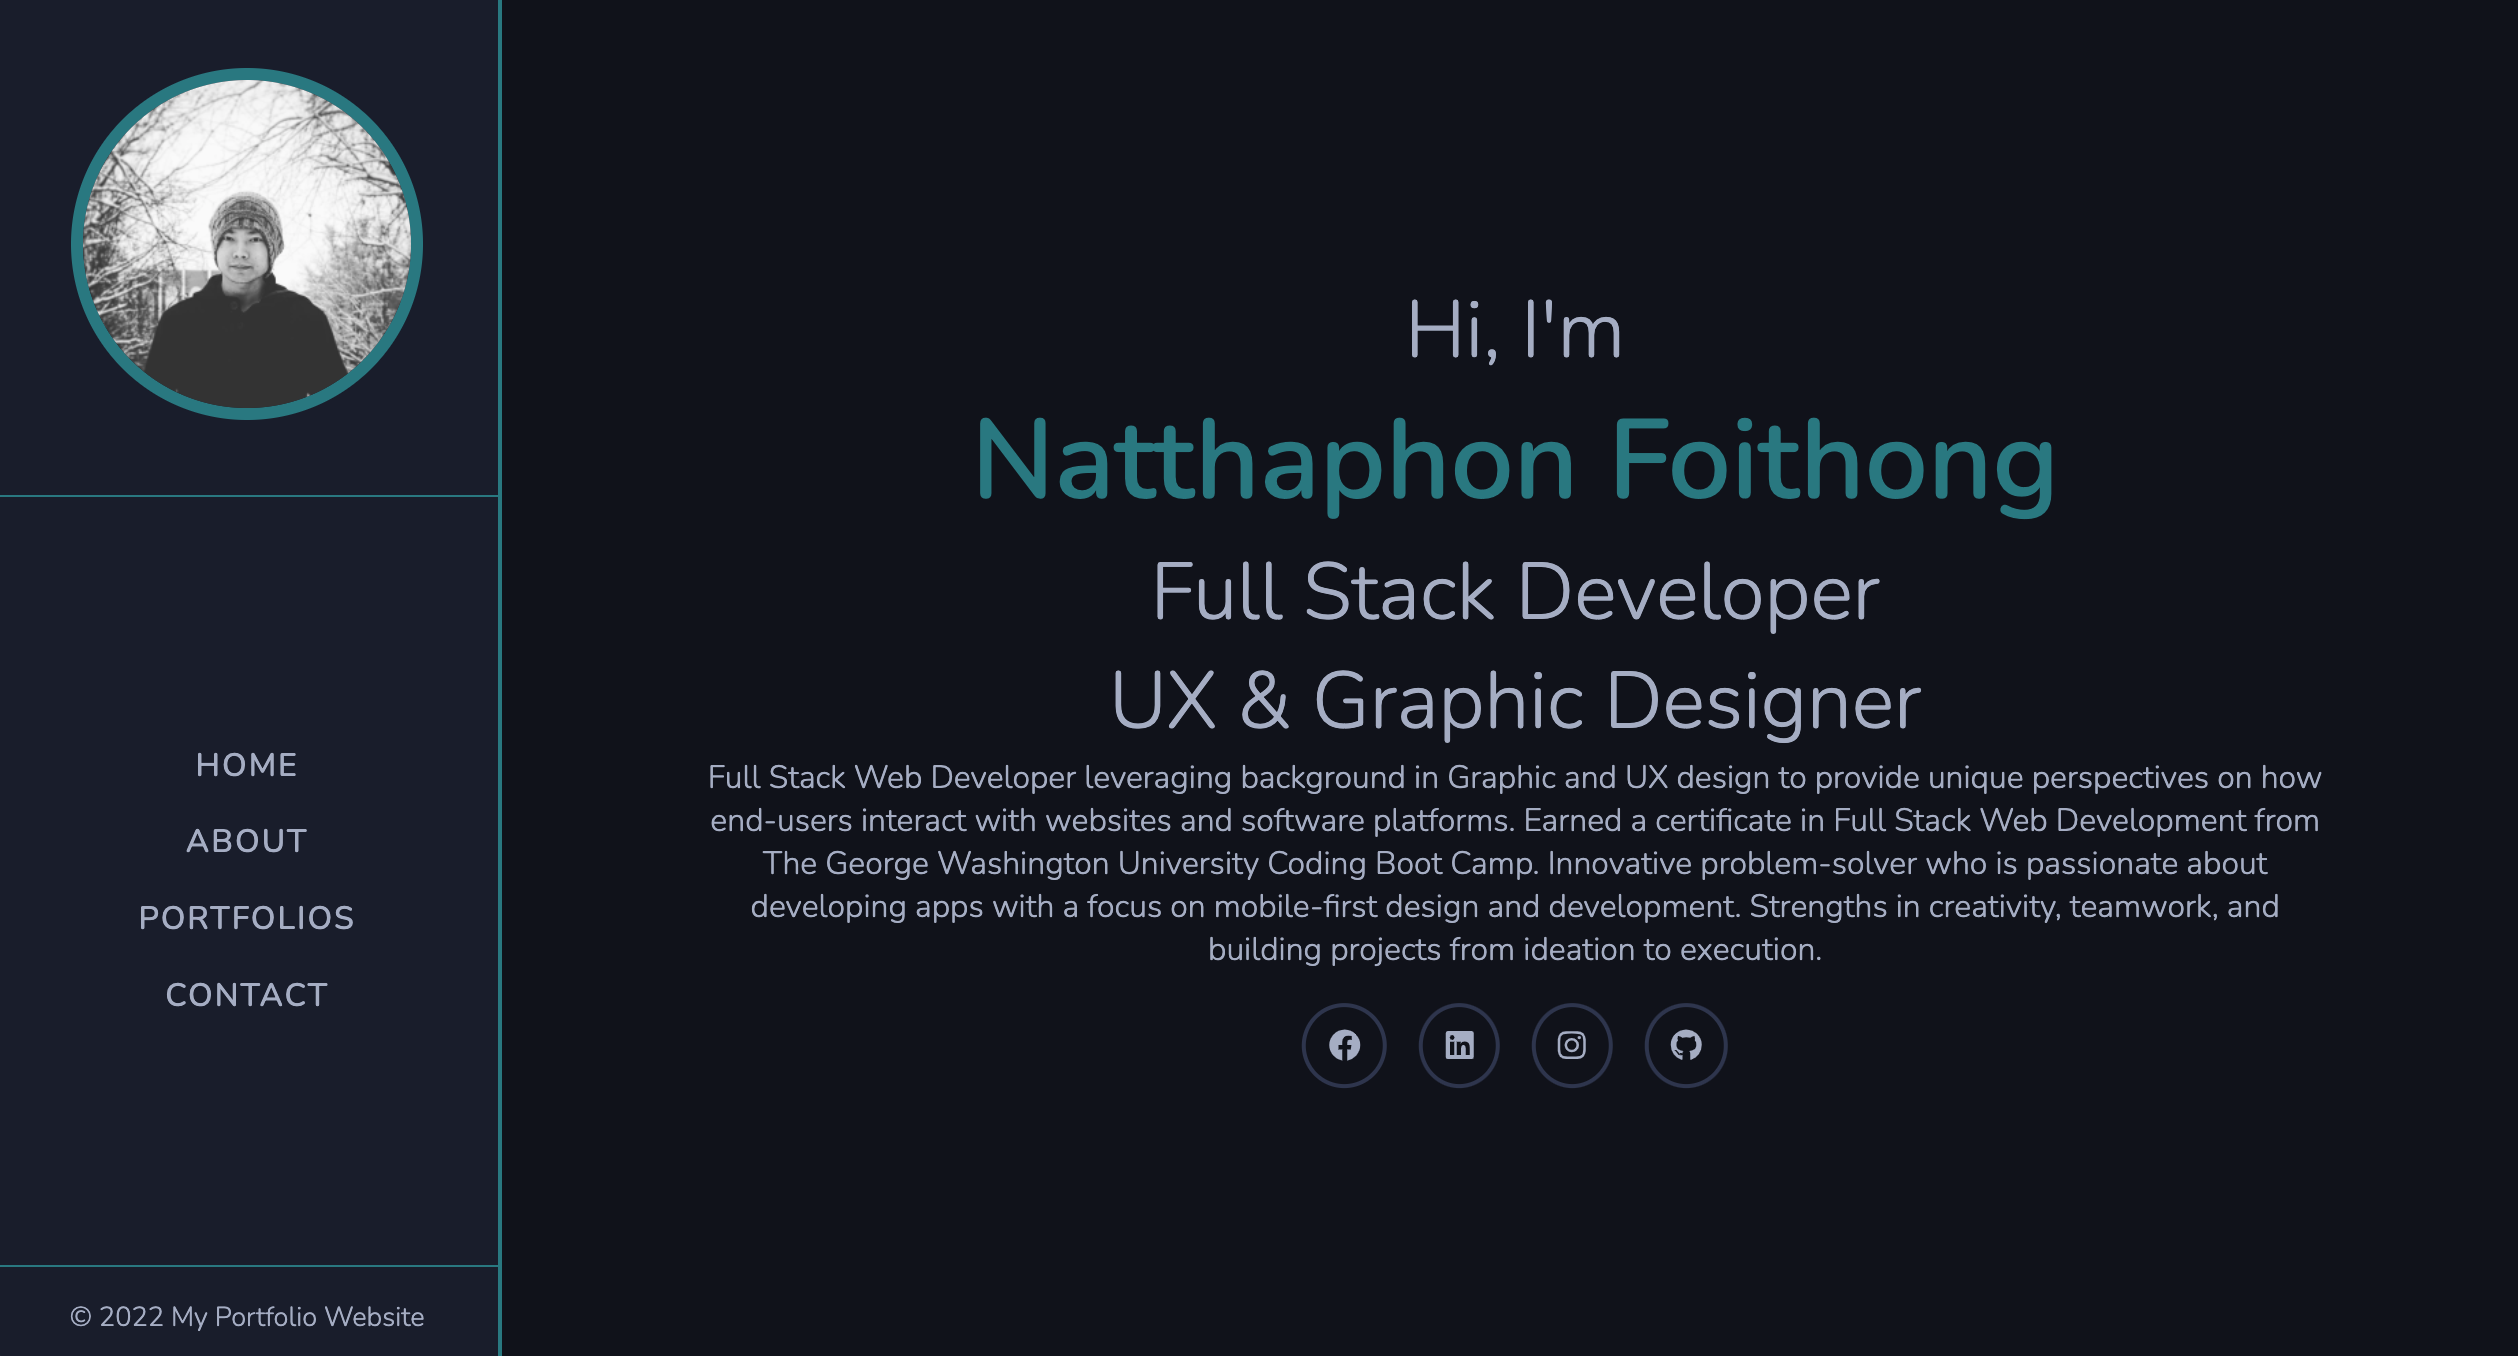 HOME
ABOUT
PORTFOLIOS
CONTACT
© 2022 My Portfolio Website
Hi, I'm
Natthaphon Foithong
Full Stack Developer
UX & Graphic Designer
Full Stack Web Developer leveraging background in Graphic and UX design to provide unique perspectives on how
end-users interact with websites and software platforms. Earned a certificate in Full Stack Web Development from
The George Washington University Coding Boot Camp. Innovative problem-solver who is passionate about
developing apps with a focus on mobile-first design and development. Strengths in creativity, teamwork, and
building projects from ideation to execution.